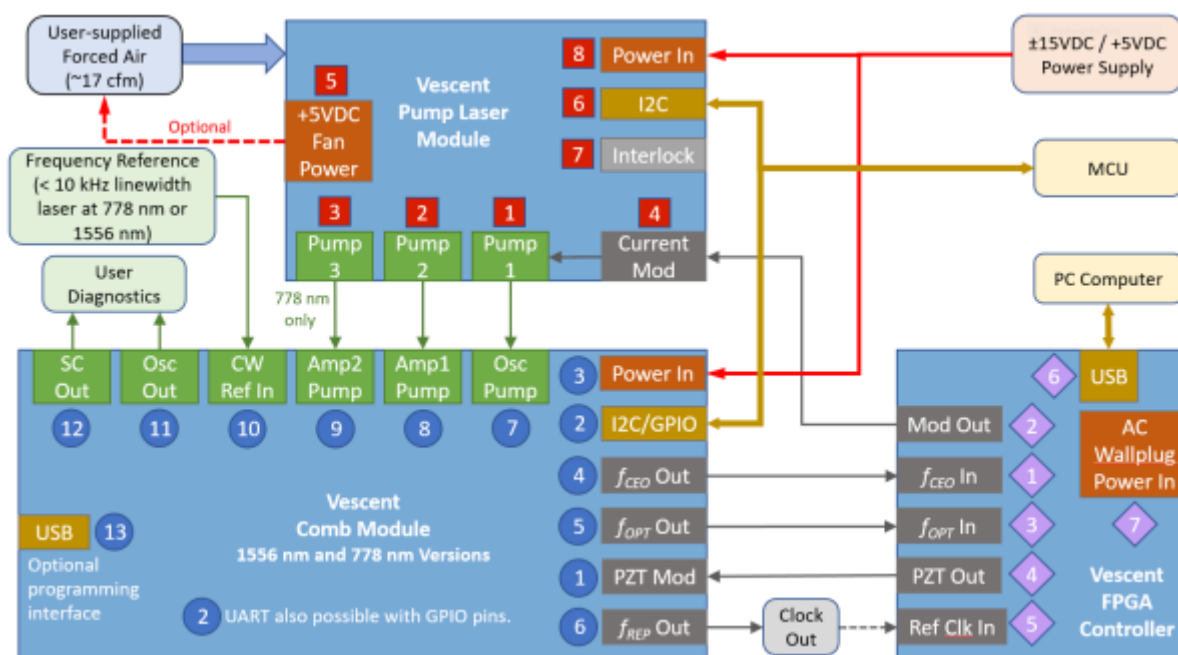 User-supplied
Forced Air
(~17 cfm)
Optional
Frequency Reference
(< 10 kHz linewidth
laser at 778 nm or
1556 nm)
User
Diagnostics
5
+5VDC
Fan
Power
Vescent
Pump Laser
Module
8
Power In
6
I2C
7
Interlock
3
Pump
3
2
Pump
2
1
Pump
1
4
Current
Mod
±15VDC / +5VDC
Power Supply
MCU
PC Computer
778 nm
only
SC
Out
12
Osc
Out
11
CW
Ref In
10
Amp2
Pump
9
Amp1
Pump
8
Osc
Pump
7
3
Power In
2
I2C/GPIO
4
fCEO Out
5
fOPT Out
1
PZT Mod
6
fREP Out
Vescent
Comb Module
1556 nm and 778 nm Versions
USB
13
Optional
programming
interface
2
UART also possible with GPIO pins.
Clock
Out
6
USB
Mod Out
2
fCEO In
1
fOPT In
3
PZT Out
4
Ref Clk In
5
AC
Wallplug
Power In
7
Vescent
FPGA
Controller